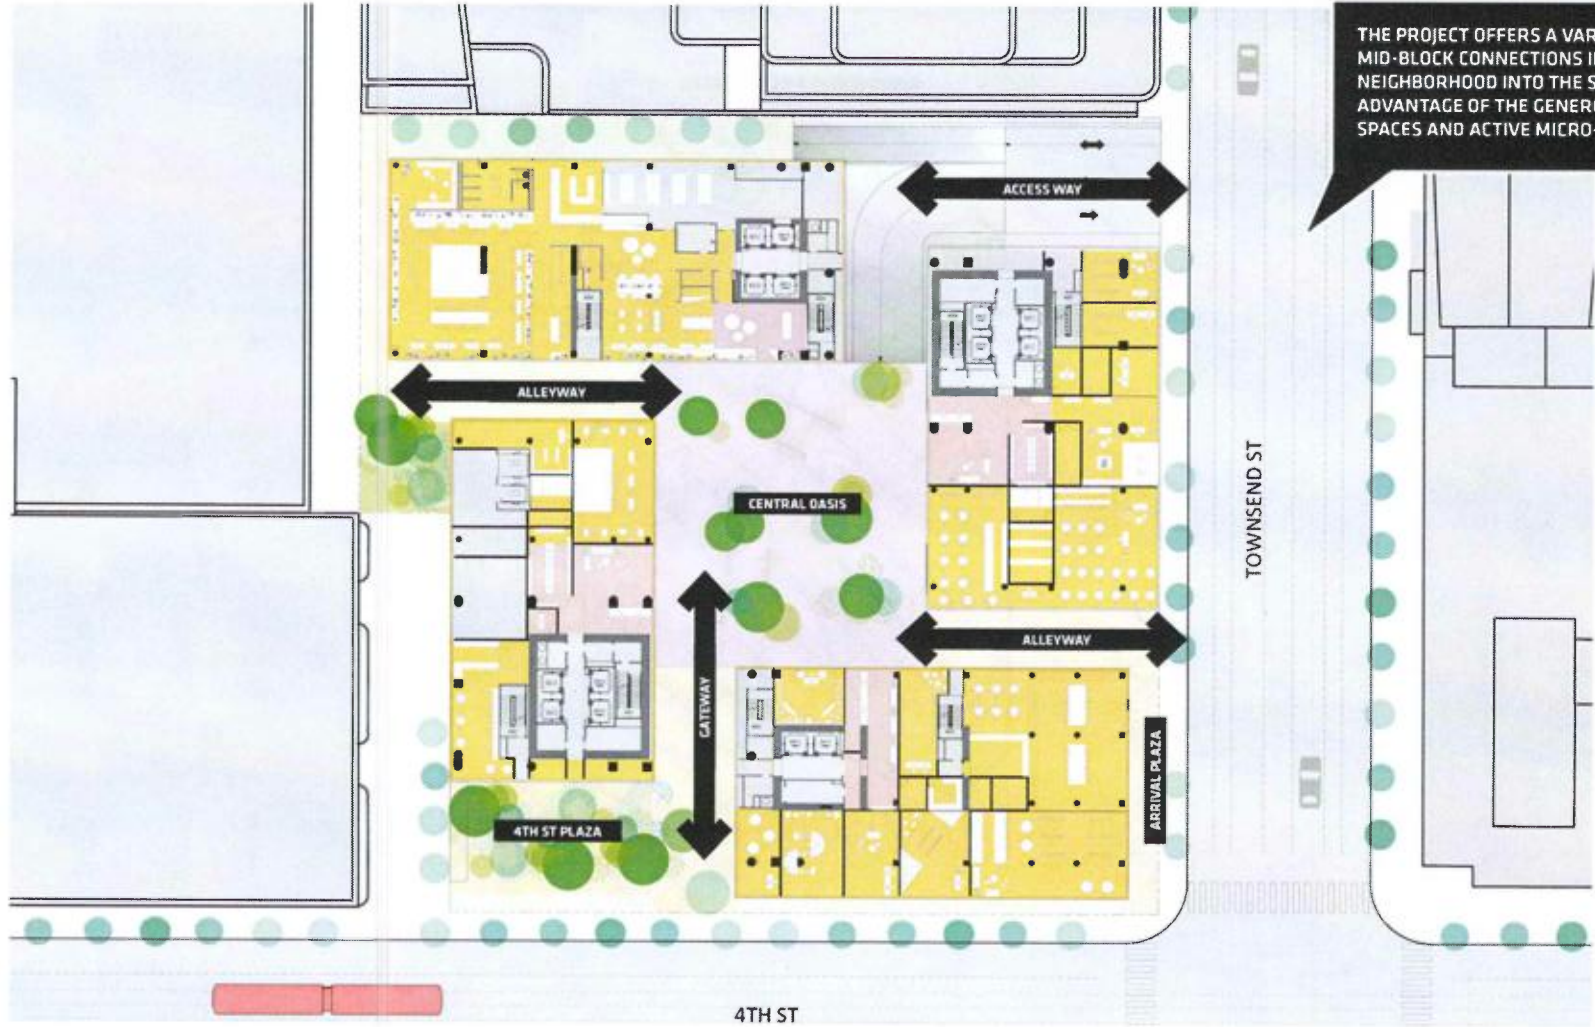 THE PROJECT OFFERS A VAR
MID-BLOCK CONNECTIONS I
NEIGHBORHOOD INTO THE S
ADVANTAGE OF THE GENER
SPACES AND ACTIVE MICRO-
ACCESS WAY
ALLEYWAY
CENTRAL OASIS
TOWNSEND ST
ALLEYWAY
GATEWAY
ARRIVAL PLAZA
4TH ST PLAZA
4TH ST